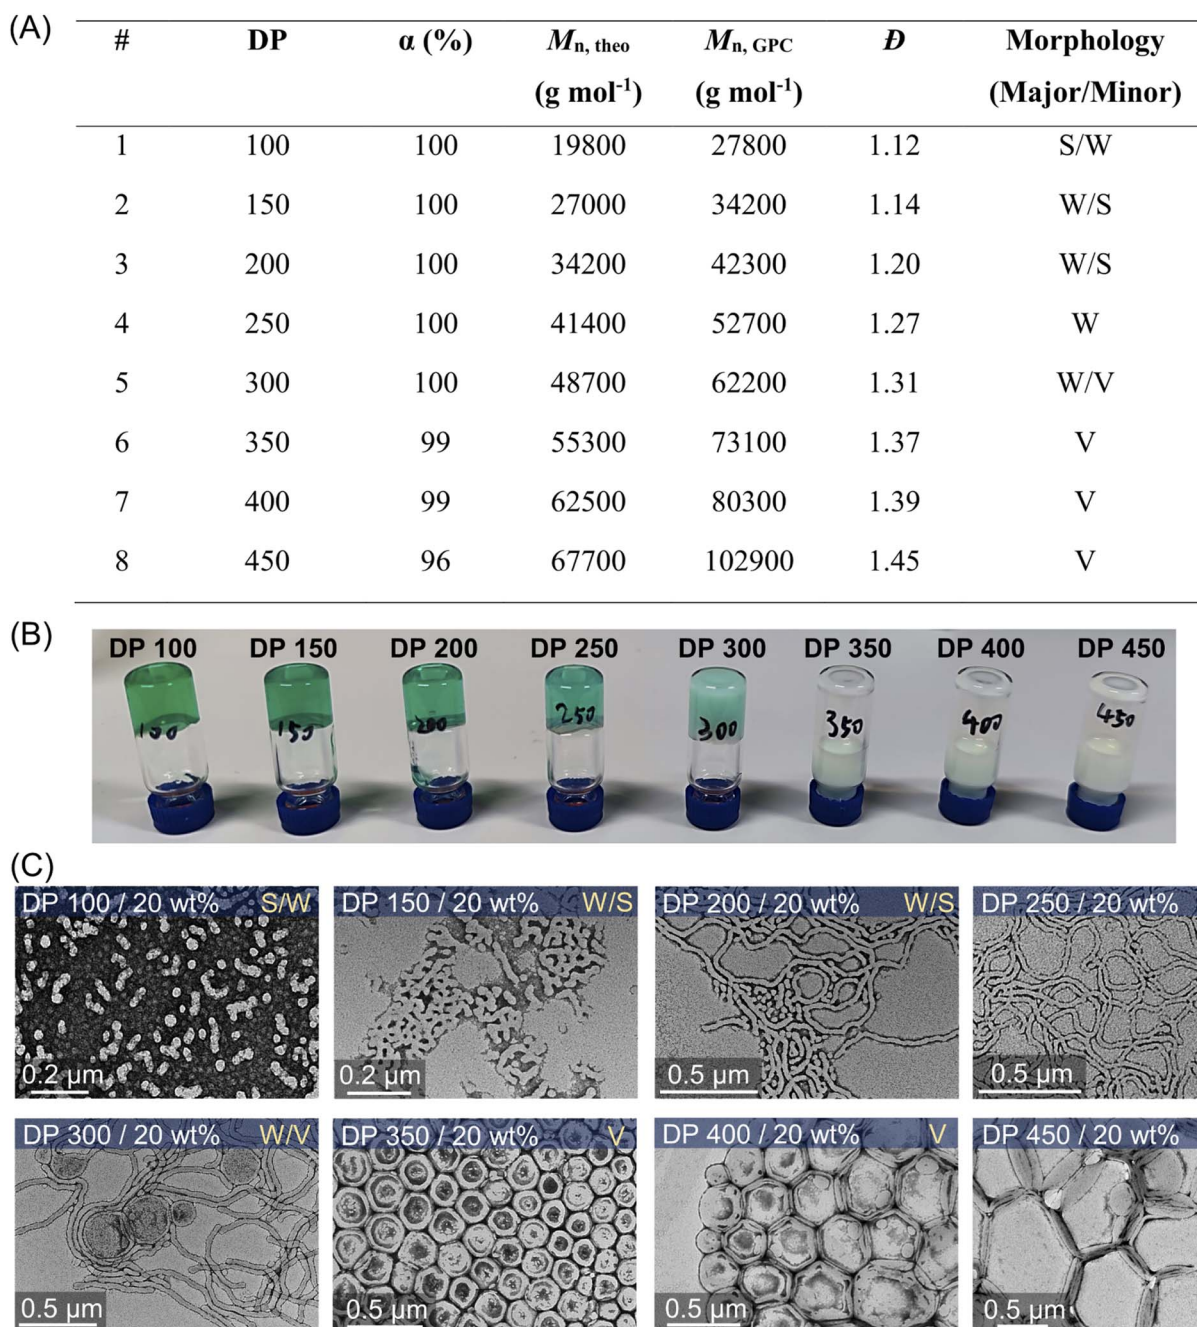 (A)
# DP α (%) Mn, theo Mn, GPC Đ Morphology
(g mol-1) (g mol-1) (Major/Minor)
1 100 100 19800 27800 1.12 S/W
2 150 100 27000 34200 1.14 W/S
3 200 100 34200 42300 1.20 W/S
4 250 100 41400 52700 1.27 W
5 300 100 48700 62200 1.31 W/V
6 350 99 55300 73100 1.37 V
7 400 99 62500 80300 1.39 V
8 450 96 67700 102900 1.45 V
(B)
DP 100 DP 150 DP 200 DP 250 DP 300 DP 350 DP 400 DP 450
100 150 200 250 300 350 400 450
(C)
DP 100 / 20 wt% S/W DP 150 / 20 wt% W/S DP 200 / 20 wt% W/S DP 250 / 20 wt%
0.2 µm 0.2 µm 0.5 µm 0.5 µm
DP 300 / 20 wt% W/V DP 350 / 20 wt% V DP 400 / 20 wt% V DP 450 / 20 wt%
0.5 µm 0.5 µm 0.5 µm 0.5 µm